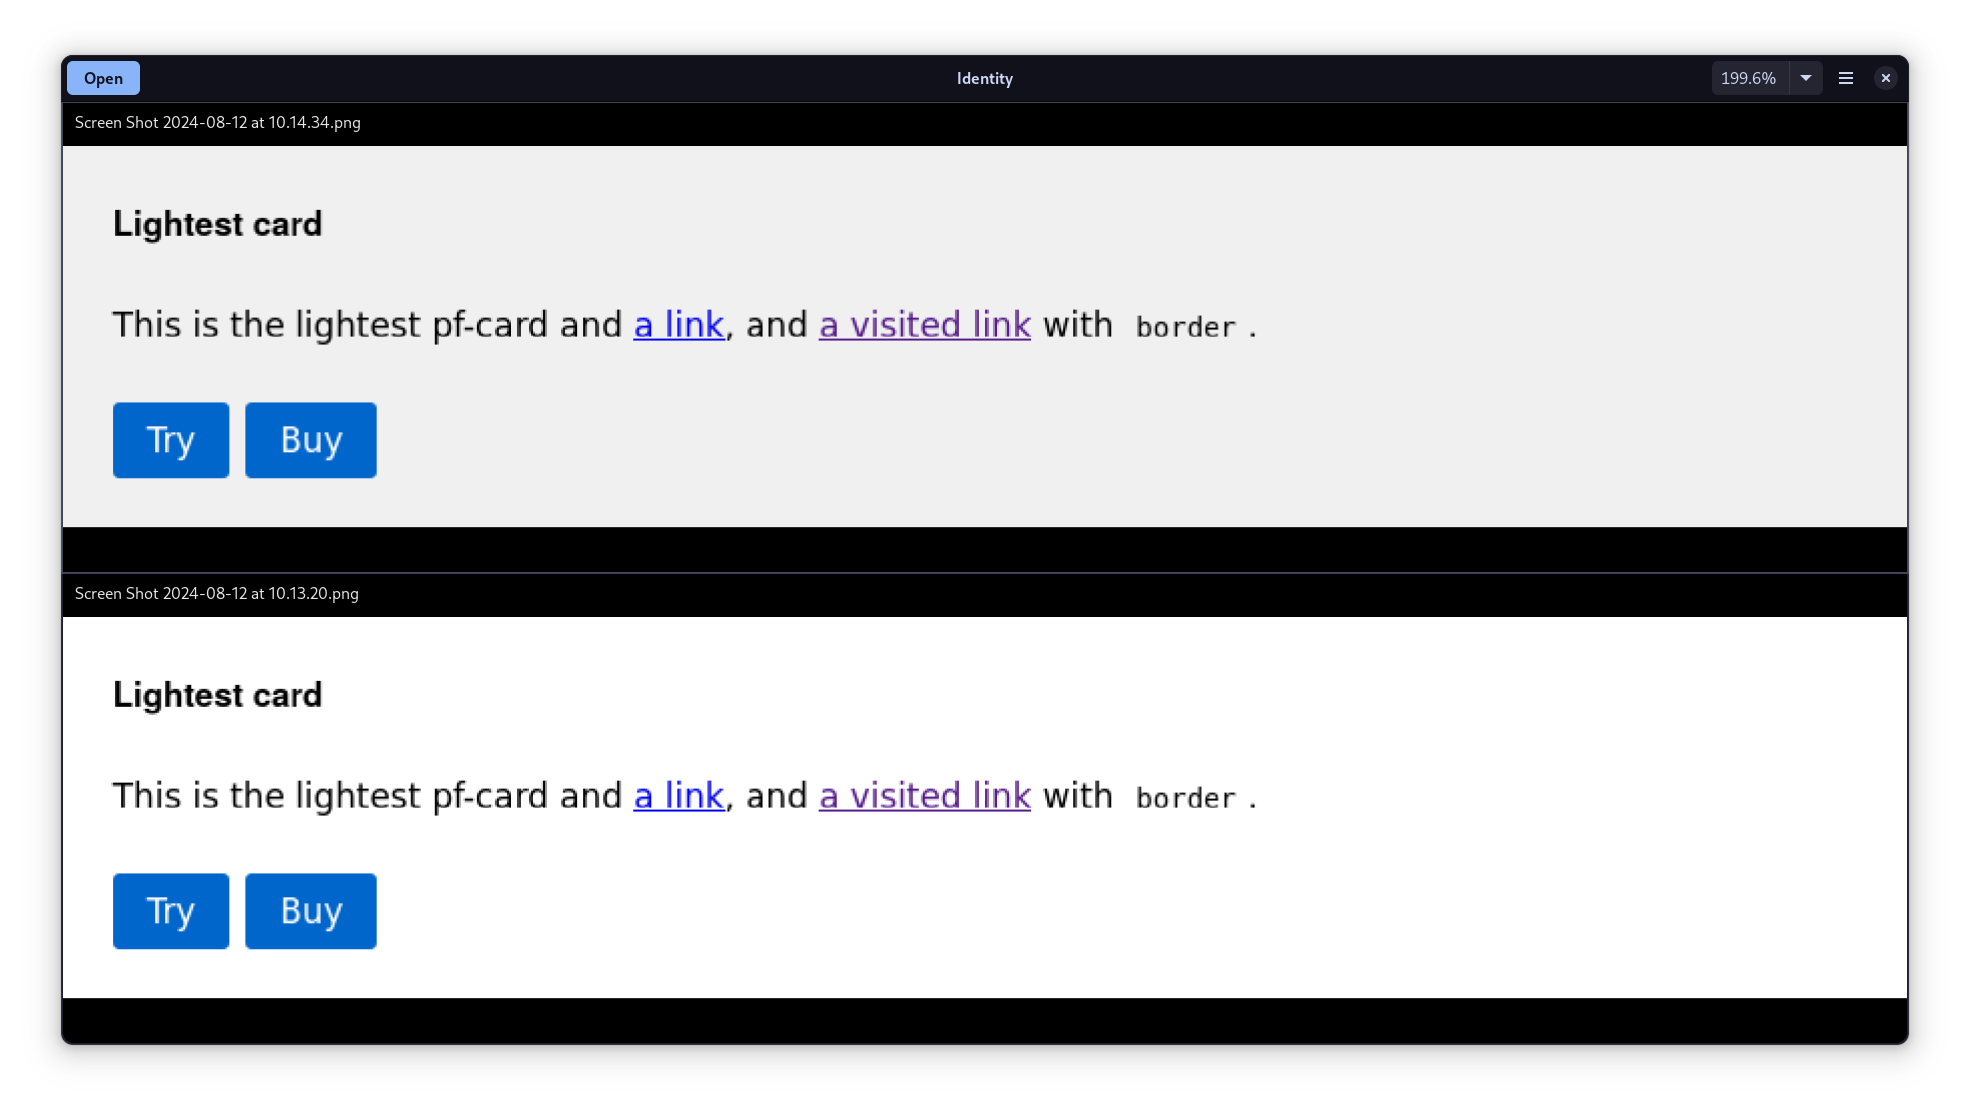 Open
Identity
199.6%
Screen Shot 2024-08-12 at 10.14.34.png
Lightest card
This is the lightest pf-card and a link, and a visited link with border .
Try Buy
Screen Shot 2024-08-12 at 10.13.20.png
Lightest card
This is the lightest pf-card and a link, and a visited link with border .
Try Buy